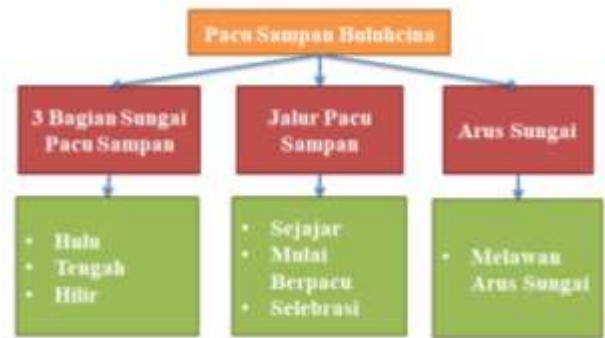 Pacu Sampan Buluhcina
3 Bagian Sungai
Pacu Sampan
Jalur Pacu
Sampan
Arus Sungai
• Hulu
• Tengah
• Hilir
• Sejajar
• Mulai
Berpacu
• Selebrasi
• Melawan
Arus Sungai